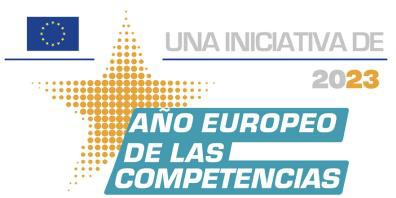 UNA INICIATIVA DE
2023
AÑO EUROPEO
DE LAS
COMPETENCIAS